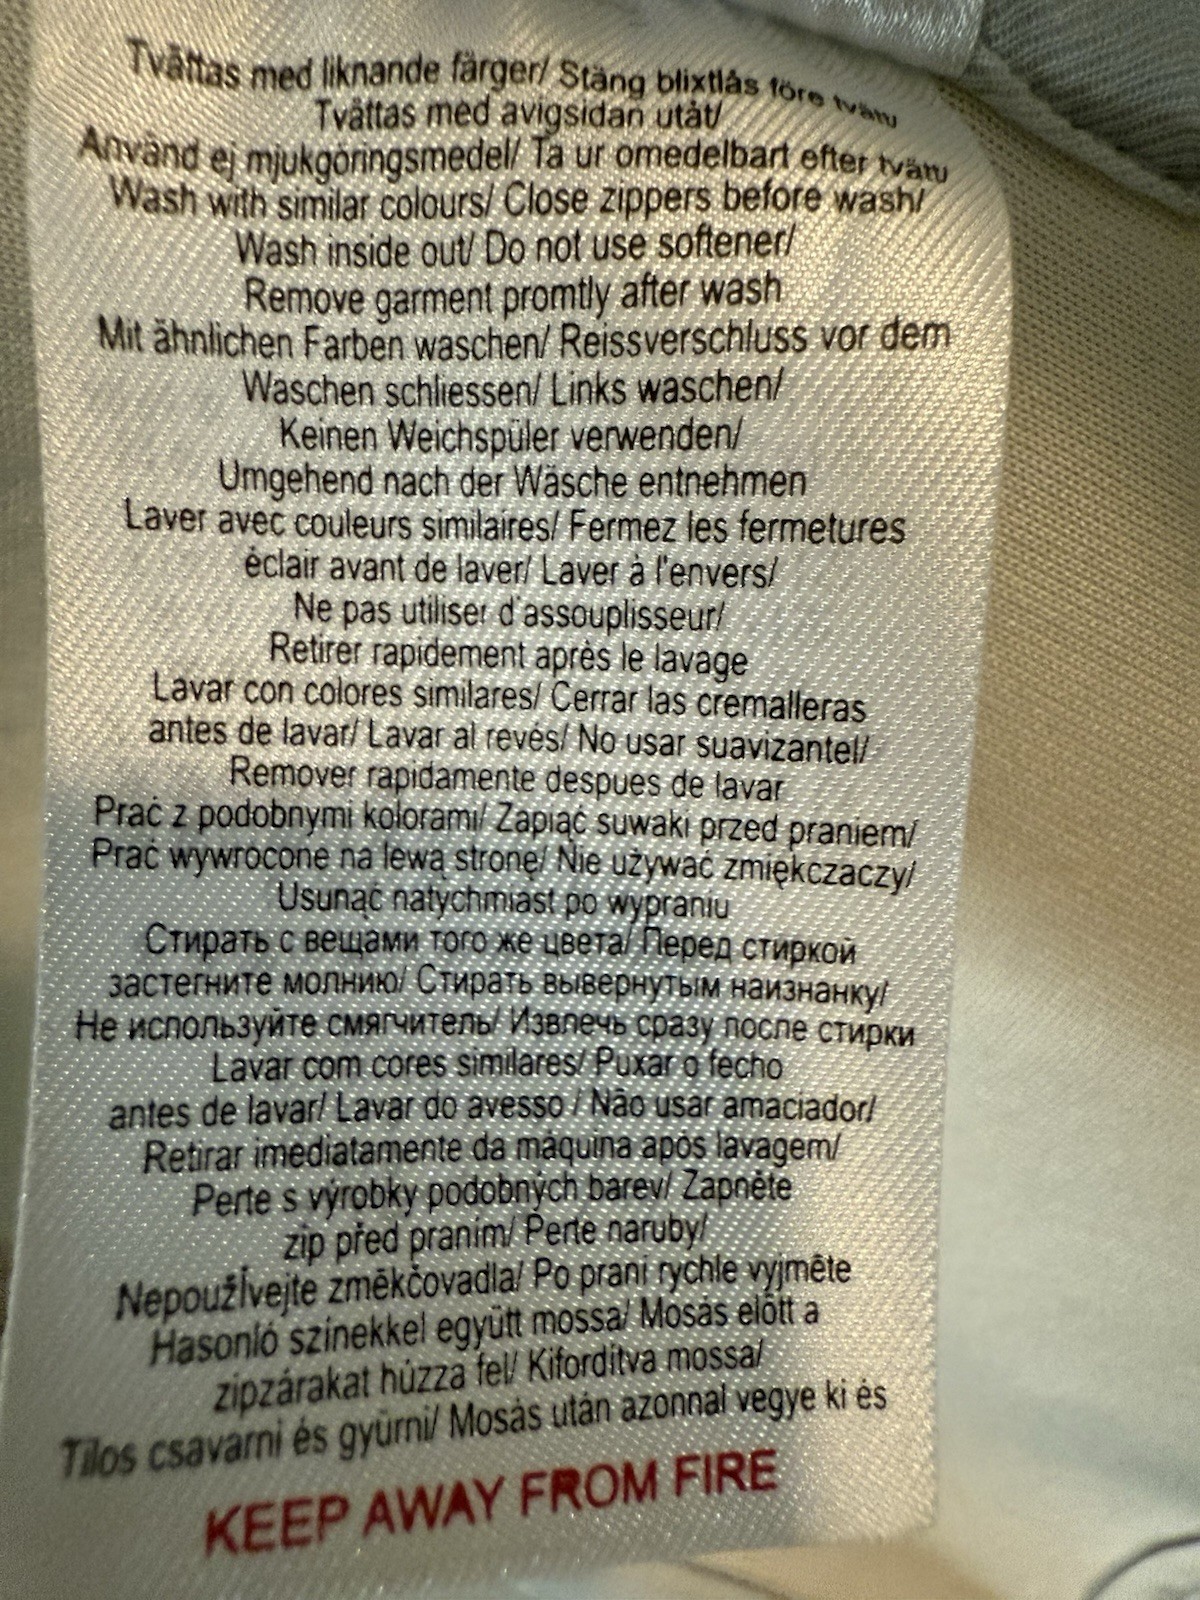 Tvättas med liknande färger/ Stäng blixtlås före tvätt/
Tvättas med avigsidan utåt/
Använd ej mjukgöringsmedel/ Ta ur omedelbart efter tvätt/
Wash with similar colours/ Close zippers before wash/
Wash inside out/ Do not use softener/
Remove garment promtly after wash
Mit ähnlichen Farben waschen/ Reissverschluss vor dem
Waschen schliessen/ Links waschen/
Keinen Weichspüler verwenden/
Umgehend nach der Wäsche entnehmen
Laver avec couleurs similaires/ Fermez les fermetures
éclair avant de laver/ Laver à l'envers/
Ne pas utiliser d'assouplisseur/
Retirer rapidement après le lavage
Lavar con colores similares/ Cerrar las cremalleras
antes de lavar/ Lavar al revés/ No usar suavizantel/
Remover rapidamente despues de lavar
Prać z podobnymi kolorami/ Zapiąć suwaki przed praniem/
Prać wywrocone na lewą stronę/ Nie używać zmiękczaczy/
Usunąć natychmiast po wypraniu
Стирать с вещами того же цвета/ Перед стиркой
застегните молнию/ Стирать вывернутым наизнанку/
Не используйте смягчитель/ Извлечь сразу после стирки
Lavar com cores similares/ Puxar o fecho
antes de lavar/ Lavar do avesso / Não usar amaciador/
Retirar imediatamente da máquina após lavagem/
Perte s výrobky podobných barev/ Zapněte
zip před praním/ Perte naruby/
Nepoužívejte změkčovadla/ Po praní rychle vyjměte
Hasonló színekkel együtt mossa/ Mosás előtt a
zipzárakat húzza fel/ Kifordítva mossa/
Tilos csavarni és gyűrni/ Mosás után azonnal vegye ki és
KEEP AWAY FROM FIRE